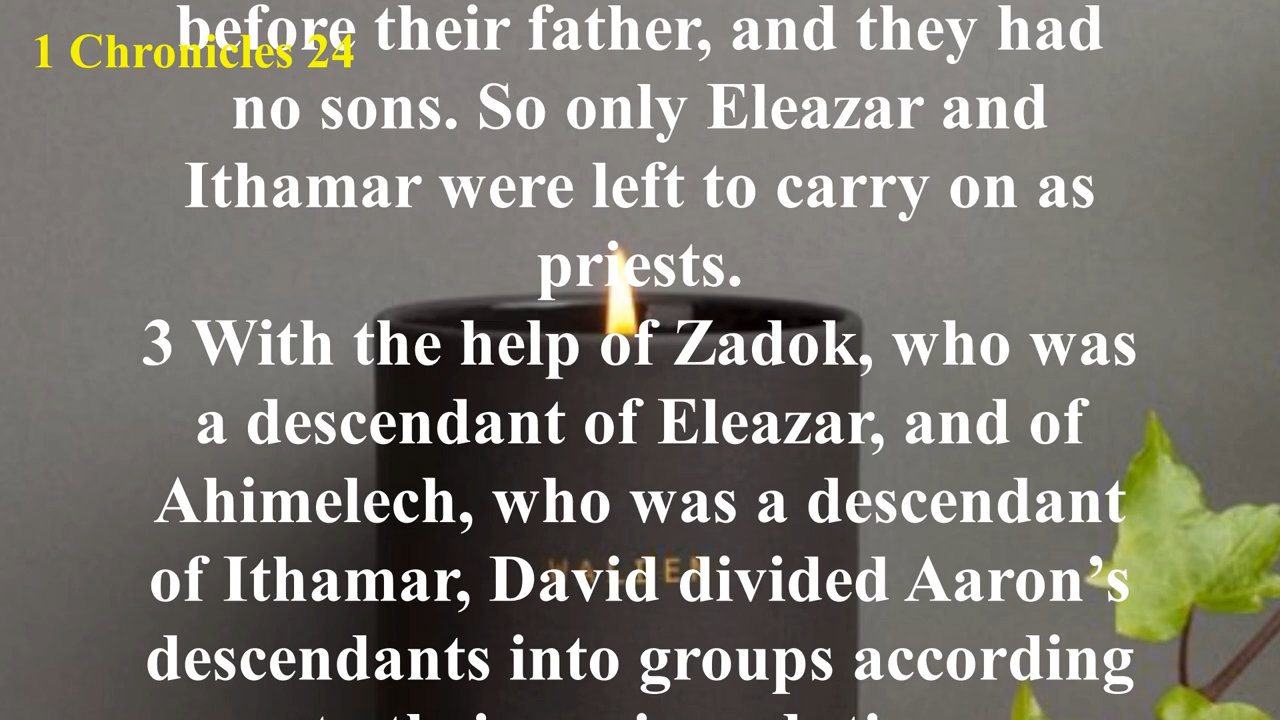 before their father, and they had
1 Chronicles 24
no sons. So only Eleazar and
Ithamar were left to carry on as
priests.
3 With the help of Zadok, who was
a descendant of Eleazar, and of
Ahimelech, who was a descendant
of Ithamar, David divided Aaron’s
descendants into groups according